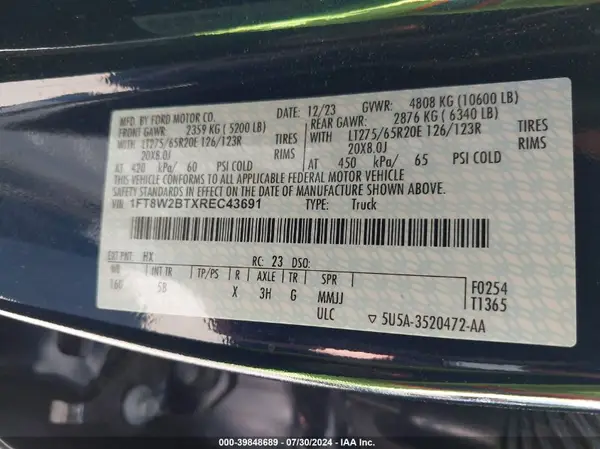 MFD. BY FORD MOTOR CO. DATE: 12/23 GVWR: 4808 KG (10600 LB)
FRONT GAWR: 2359 KG ( 5200 LB) REAR GAWR: 2876 KG ( 6340 LB)
WITH LT275/65R20E 126/123R TIRES WITH LT275/65R20E 126/123R TIRES
20X8.0J RIMS 20X8.0J RIMS
AT 420 kPa/ 60 PSI COLD AT 450 kPa/ 65 PSI COLD
THIS VEHICLE CONFORMS TO ALL APPLICABLE FEDERAL MOTOR VEHICLE
SAFETY STANDARDS IN EFFECT ON THE DATE OF MANUFACTURE SHOWN ABOVE.
VIN 1FT8W2BTXREC43691 TYPE: Truck
EXT PNT: HX RC: 23 DSO:
WB INT TR TP/PS R AXLE TR SPR F0254
160 5B X 3H G MMJJ T1365
ULC 5U5A-3520472-AA
000-39848689 - 07/30/2024 - IAA Inc.